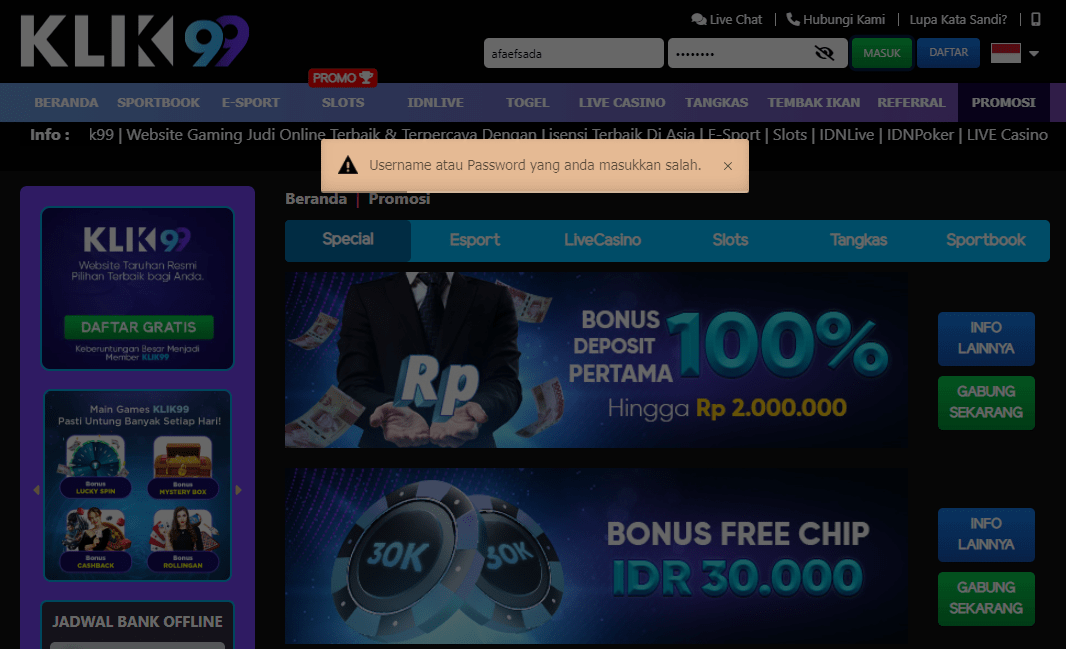 KLIK99
Live Chat | Hubungi Kami | Lupa Kata Sandi? |
afaefsada
••••••••
MASUK
DAFTAR
PROMO
BERANDA SPORTBOOK E-SPORT SLOTS IDNLIVE TOGEL LIVE CASINO TANGKAS TEMBAK IKAN REFERRAL PROMOSI
Info : k99 | Website Gaming Judi Online Terbaik & Terpercaya Dengan Lisensi Terbaik Di Asia | E-Sport | Slots | IDNLive | IDNPoker | LIVE Casino
Username atau Password yang anda masukkan salah. ×
Beranda | Promosi
KLIK99
Website Taruhan Resmi
Pilihan Terbaik bagi Anda.
DAFTAR GRATIS
Keberuntungan Besar Menjadi
Member KLIK99
Main Games KLIK99
Pasti Untung Banyak Setiap Hari!
Bonus
LUCKY SPIN
Bonus
MYSTERY BOX
Bonus
CASHBACK
Bonus
ROLLINGAN
JADWAL BANK OFFLINE
Special Esport LiveCasino Slots Tangkas Sportbook
Rp
BONUS
DEPOSIT
PERTAMA
100%
Hingga Rp 2.000.000
INFO
LAINNYA
GABUNG
SEKARANG
30K
30K
BONUS FREE CHIP
IDR 30.000
INFO
LAINNYA
GABUNG
SEKARANG